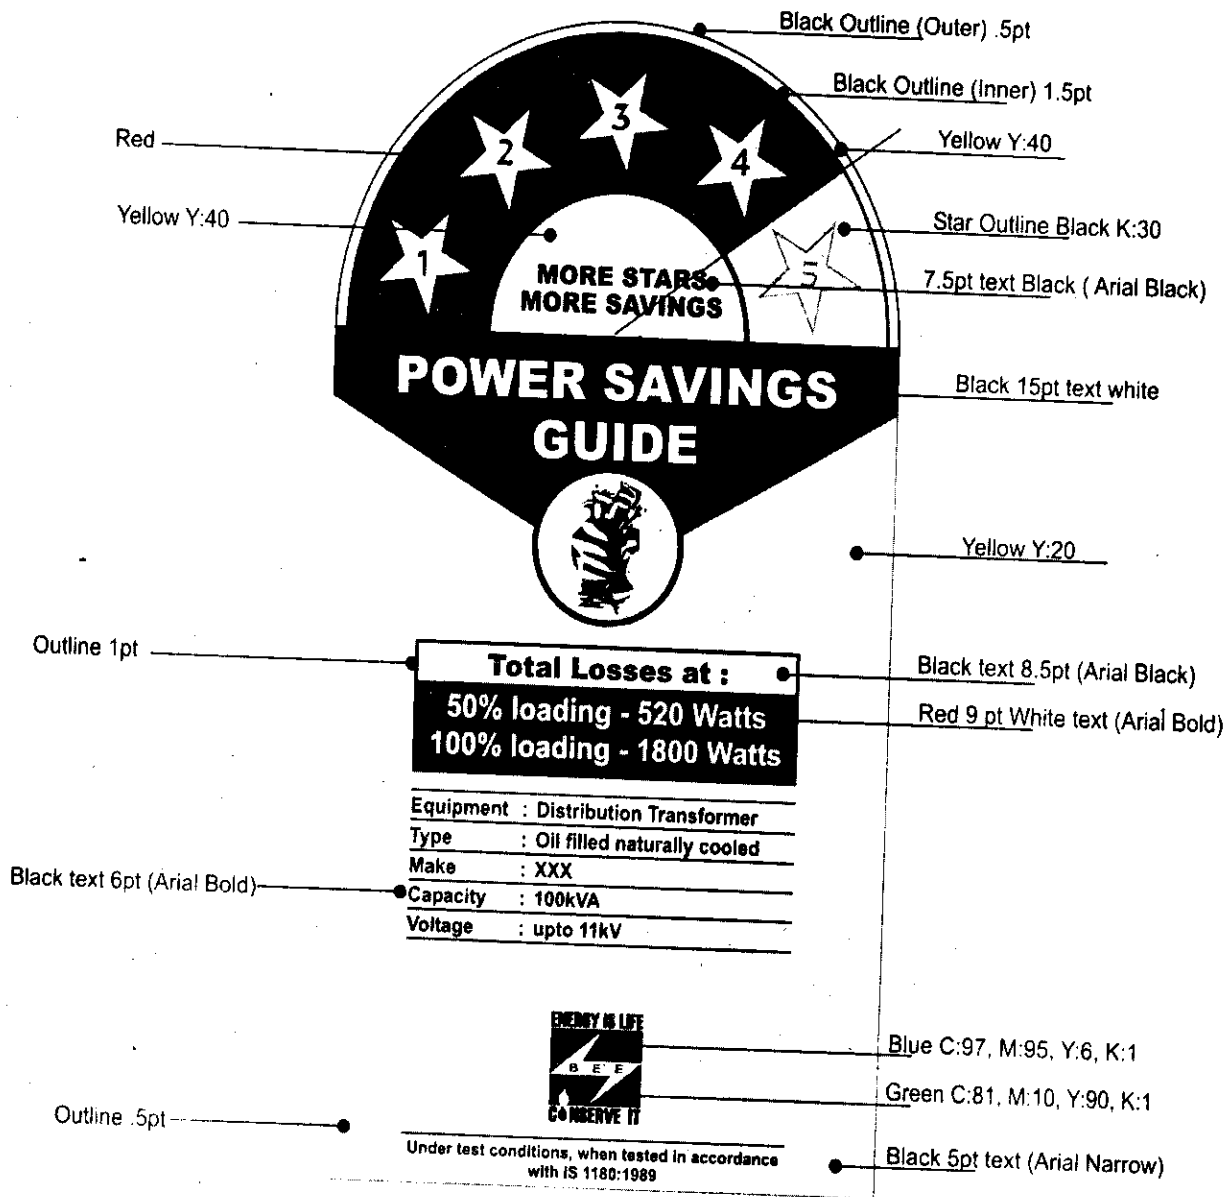 Black Outline (Outer) .5pt
Black Outline (Inner) 1.5pt
Red
Yellow Y:40
Yellow Y:40
Star Outline Black K:30
7.5pt text Black ( Arial Black)
1
2
3
4
5
MORE STARS
MORE SAVINGS
POWER SAVINGS
GUIDE
Black 15pt text white
Yellow Y:20
Outline 1pt
Total Losses at :
Black text 8.5pt (Arial Black)
50% loading - 520 Watts
100% loading - 1800 Watts
Red 9 pt White text (Arial Bold)
Equipment : Distribution Transformer
Type : Oil filled naturally cooled
Make : XXX
Capacity : 100kVA
Voltage : upto 11kV
Black text 6pt (Arial Bold)
ENERGY IS LIFE
B E E
CONSERVE IT
Blue C:97, M:95, Y:6, K:1
Green C:81, M:10, Y:90, K:1
Outline .5pt
Under test conditions, when tested in accordance
with IS 1180:1989
Black 5pt text (Arial Narrow)